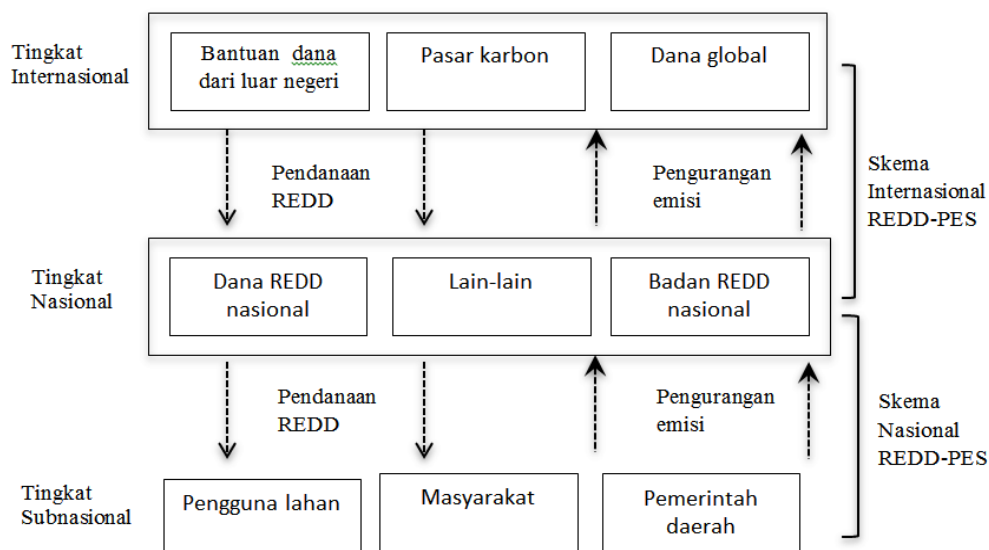 Tingkat
Internasional
Bantuan dana
dari luar negeri
Pasar karbon
Dana global
Pendanaan
REDD
Pengurangan
emisi
Skema
Internasional
REDD-PES
Tingkat
Nasional
Dana REDD
nasional
Lain-lain
Badan REDD
nasional
Pendanaan
REDD
Pengurangan
emisi
Skema
Nasional
REDD-PES
Tingkat
Subnasional
Pengguna lahan
Masyarakat
Pemerintah
daerah